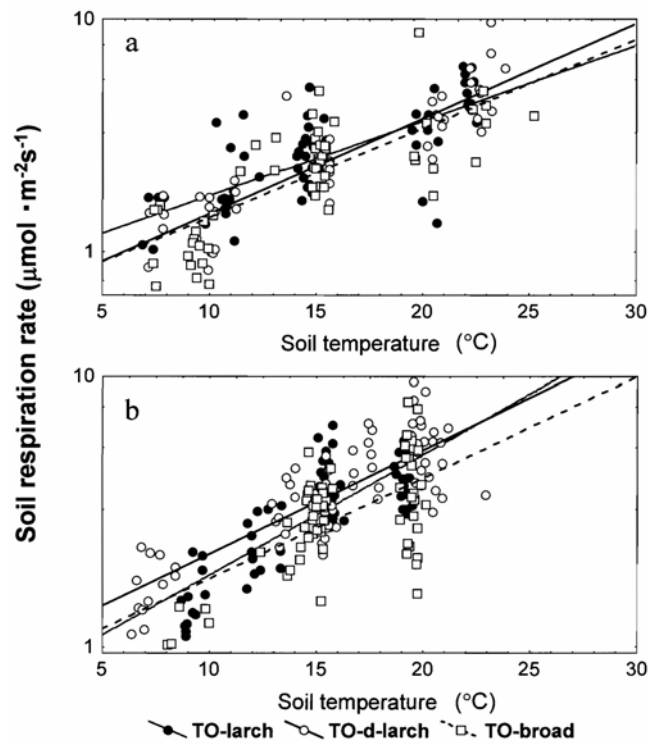 10
a
1
5 10 15 20 25 30
Soil temperature (°C)
Soil respiration rate (μmol ·m-2s-1)
10
b
1
5 10 15 20 25 30
Soil temperature (°C)
TO-larch TO-d-larch TO-broad